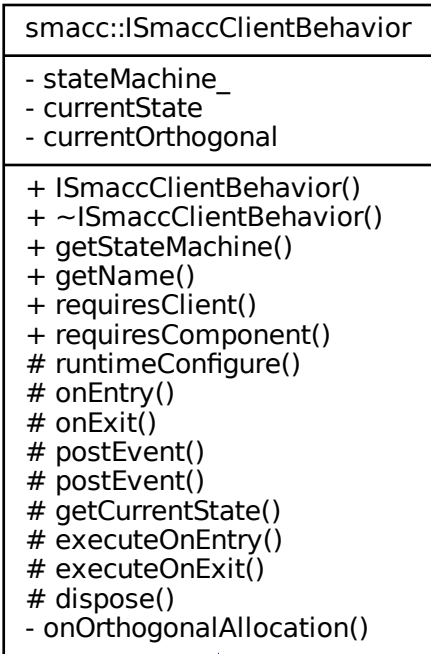 smacc::ISmaccClientBehavior
- stateMachine_
- currentState
- currentOrthogonal
+ ISmaccClientBehavior()
+ ~ISmaccClientBehavior()
+ getStateMachine()
+ getName()
+ requiresClient()
+ requiresComponent()
# runtimeConfigure()
# onEntry()
# onExit()
# postEvent()
# postEvent()
# getCurrentState()
# executeOnEntry()
# executeOnExit()
# dispose()
- onOrthogonalAllocation()